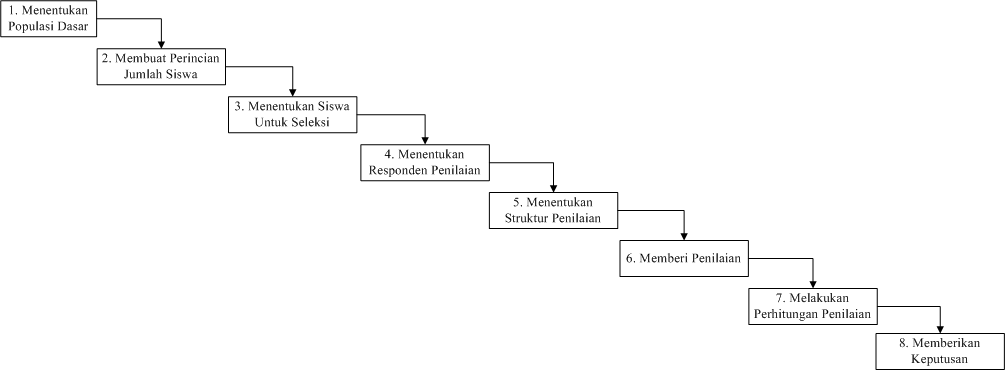 1. Menentukan
Populasi Dasar
2. Membuat Perincian
Jumlah Siswa
3. Menentukan Siswa
Untuk Seleksi
4. Menentukan
Responden Penilaian
5. Menentukan
Struktur Penilaian
6. Memberi Penilaian
7. Melakukan
Perhitungan Penilaian
8. Memberikan
Keputusan